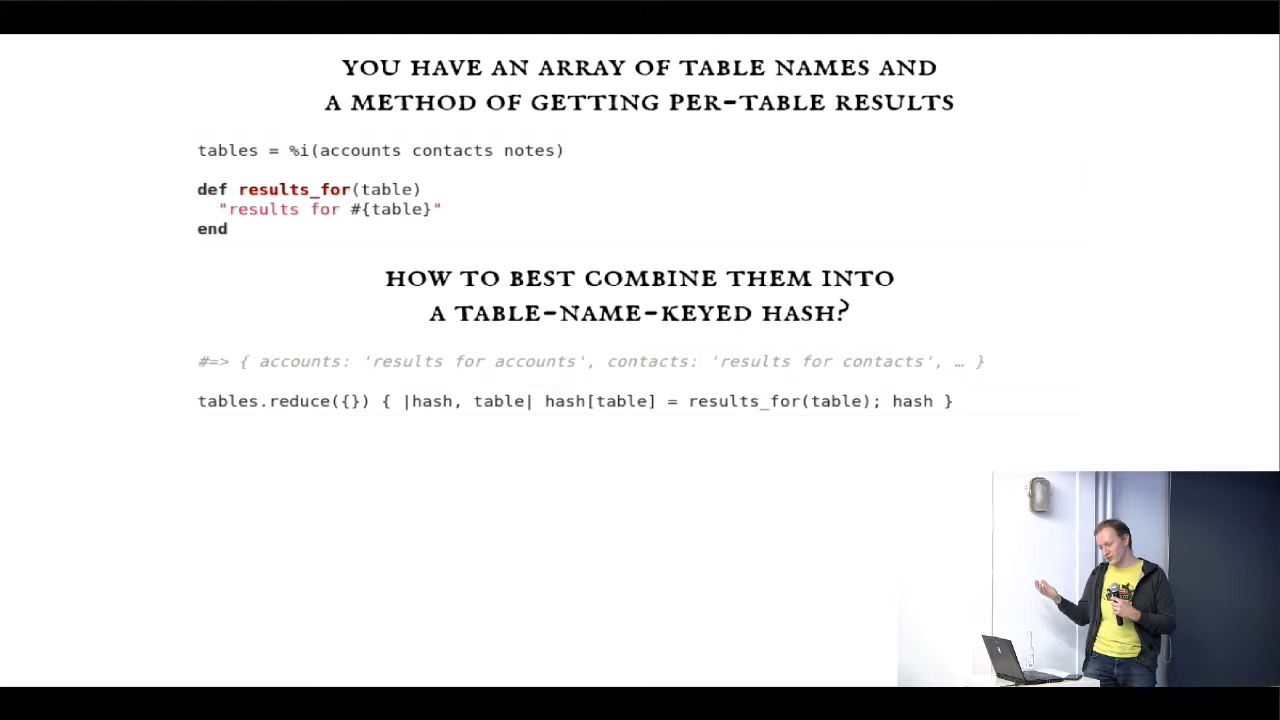 YOU HAVE AN ARRAY OF TABLE NAMES AND
A METHOD OF GETTING PER-TABLE RESULTS
tables = %i(accounts contacts notes)
def results_for(table)
  "results for #{table}"
end
HOW TO BEST COMBINE THEM INTO
A TABLE-NAME-KEYED HASH?
#=> { accounts: 'results for accounts', contacts: 'results for contacts', … }
tables.reduce({}) { |hash, table| hash[table] = results_for(table); hash }